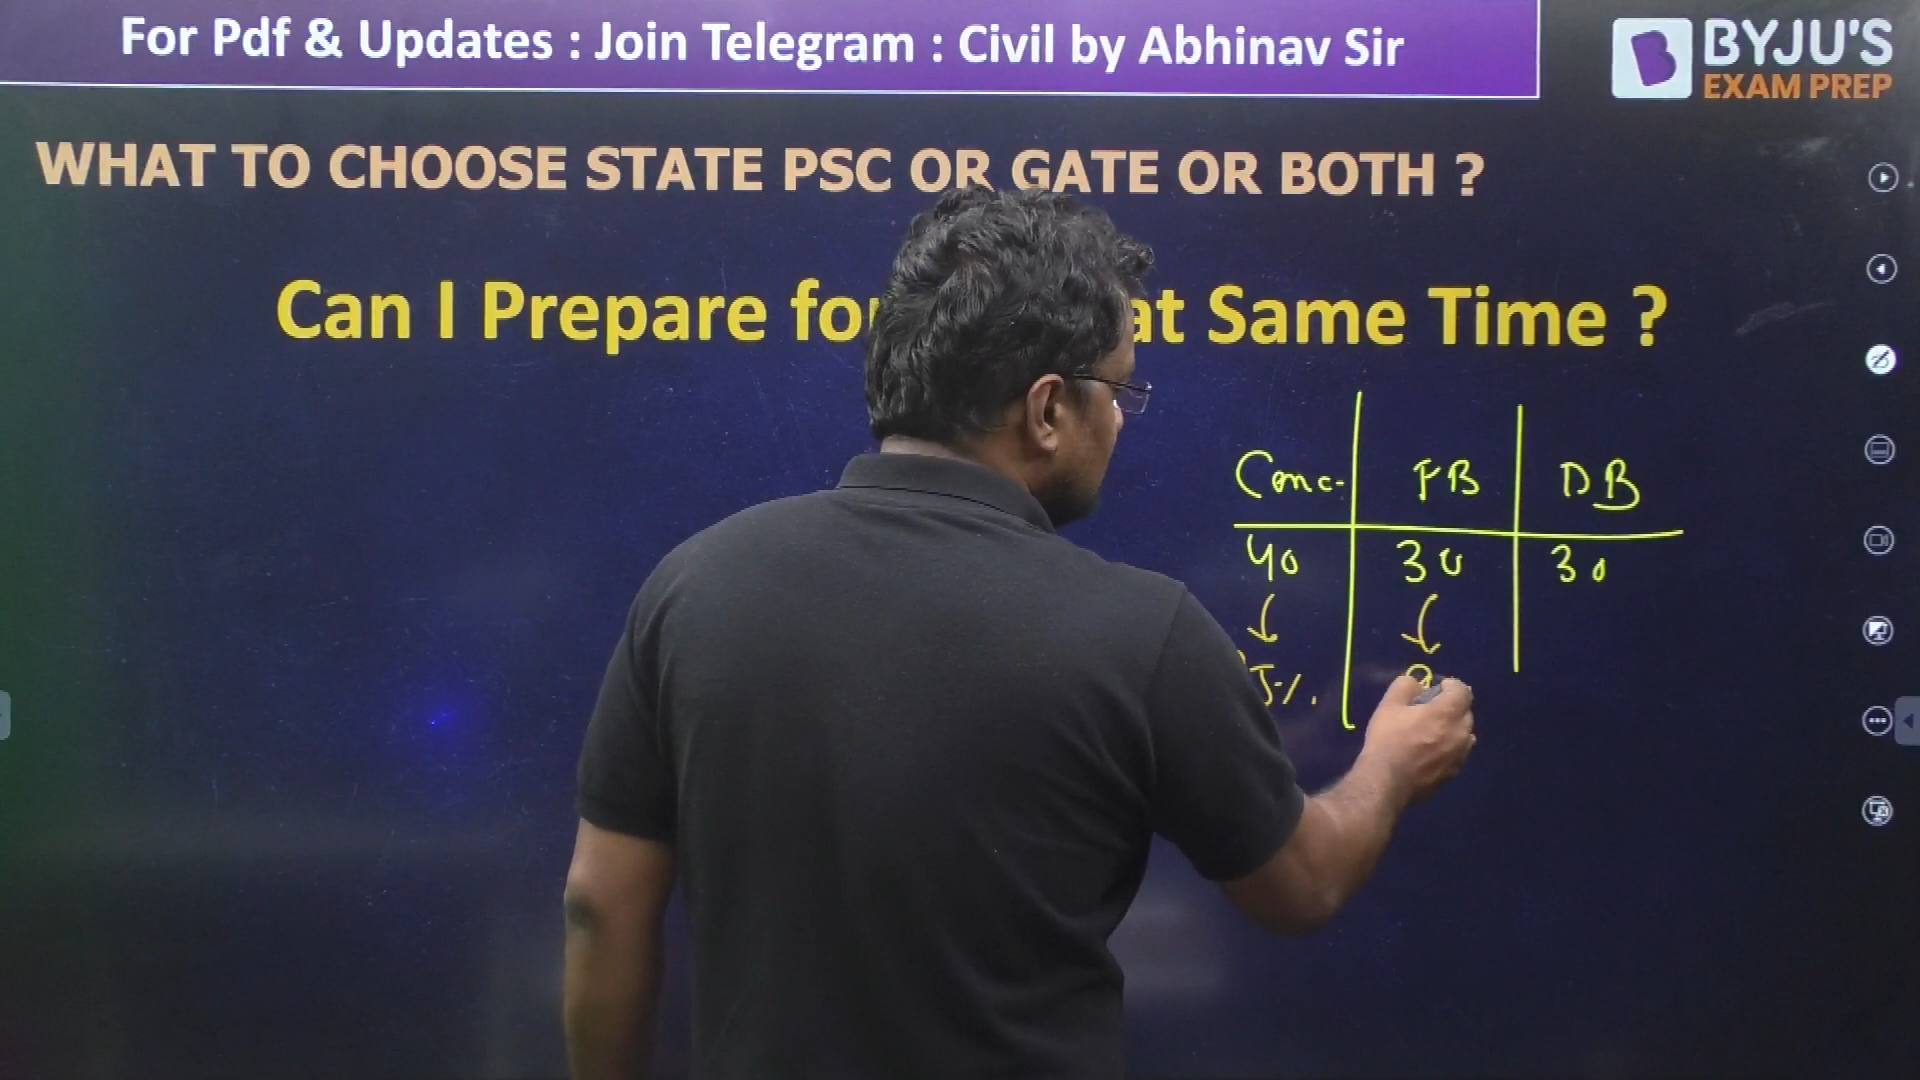 For Pdf & Updates : Join Telegram : Civil by Abhinav Sir
BYJU'S
EXAM PREP
WHAT TO CHOOSE STATE PSC OR GATE OR BOTH ?
Can I Prepare for at Same Time ?
Conc. FB DB
40 30 30